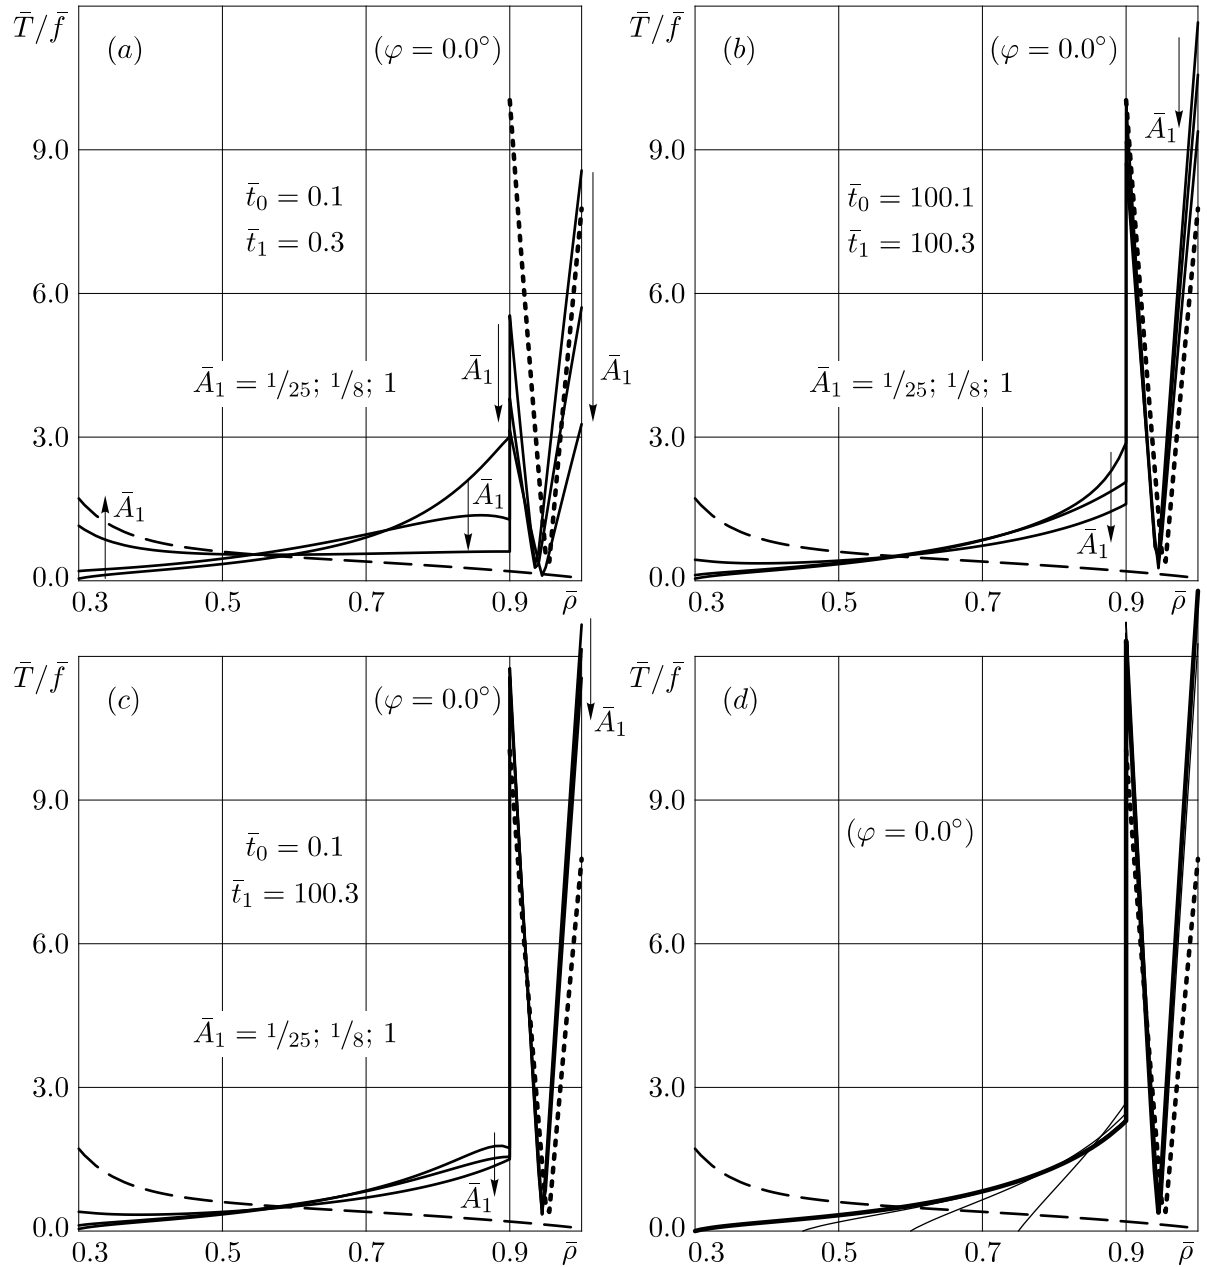 T̄/f̄ (a) (φ = 0.0°)
9.0
t̄₀ = 0.1
t̄₁ = 0.3
6.0
Ā₁ Ā₁
Ā₁ = 1/25; 1/8; 1
3.0
Ā₁ Ā₁
0.0
0.3 0.5 0.7 0.9 ρ̄
T̄/f̄ (b) (φ = 0.0°)
Ā₁
9.0
t̄₀ = 100.1
t̄₁ = 100.3
6.0
Ā₁ = 1/25; 1/8; 1
3.0
Ā₁
0.0
0.3 0.5 0.7 0.9 ρ̄
T̄/f̄ (c) (φ = 0.0°)
Ā₁
9.0
t̄₀ = 0.1
t̄₁ = 100.3
6.0
Ā₁ = 1/25; 1/8; 1
3.0
Ā₁
0.0
0.3 0.5 0.7 0.9 ρ̄
T̄/f̄ (d)
9.0
(φ = 0.0°)
6.0
3.0
0.0
0.3 0.5 0.7 0.9 ρ̄